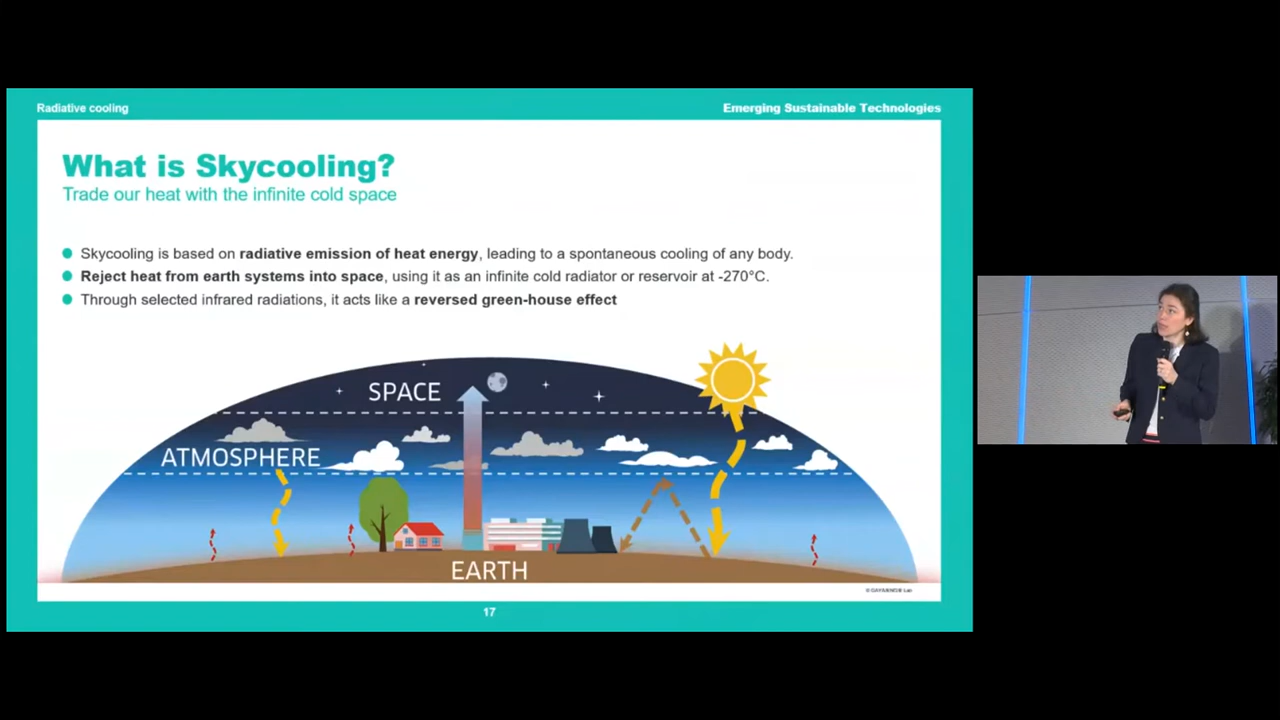 Radiative cooling
Emerging Sustainable Technologies
What is Skycooling?
Trade our heat with the infinite cold space
Skycooling is based on radiative emission of heat energy, leading to a spontaneous cooling of any body.
Reject heat from earth systems into space, using it as an infinite cold radiator or reservoir at -270°C.
Through selected infrared radiations, it acts like a reversed green-house effect
SPACE
ATMOSPHERE
EARTH
17